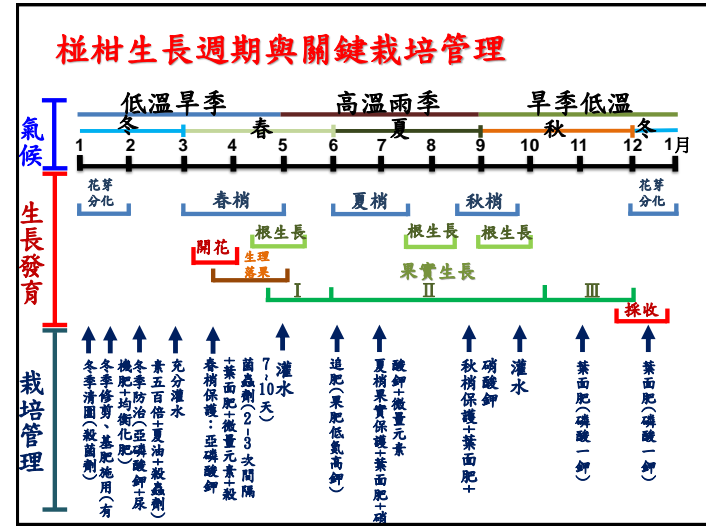 椪柑生長週期與關鍵栽培管理
氣候
低溫旱季 高溫雨季 旱季低溫
冬 春 夏 秋 冬
1 2 3 4 5 6 7 8 9 10 11 12 1月
生長發育
花芽分化
春梢
夏梢
秋梢
花芽分化
根生長
根生長
根生長
開花
生理落果
果實生長
I II III
採收
栽培管理
冬季清園(殺菌劑)
冬季修剪、基肥施用(有
機肥+均衡化肥)
冬季防治(亞磷酸鉀+尿
素五百倍+夏油+殺蟲劑)
充分灌水
春梢保護：亞磷酸鉀
+葉面肥+微量元素+殺
菌蟲劑(2-3次間隔
7~10天)
灌水
追肥(果肥低氮高鉀)
夏梢果實保護+葉面肥+硝
酸鉀+微量元素
秋梢保護+葉面肥+
硝酸鉀
灌水
葉面肥(磷酸一鉀)
葉面肥(磷酸一鉀)